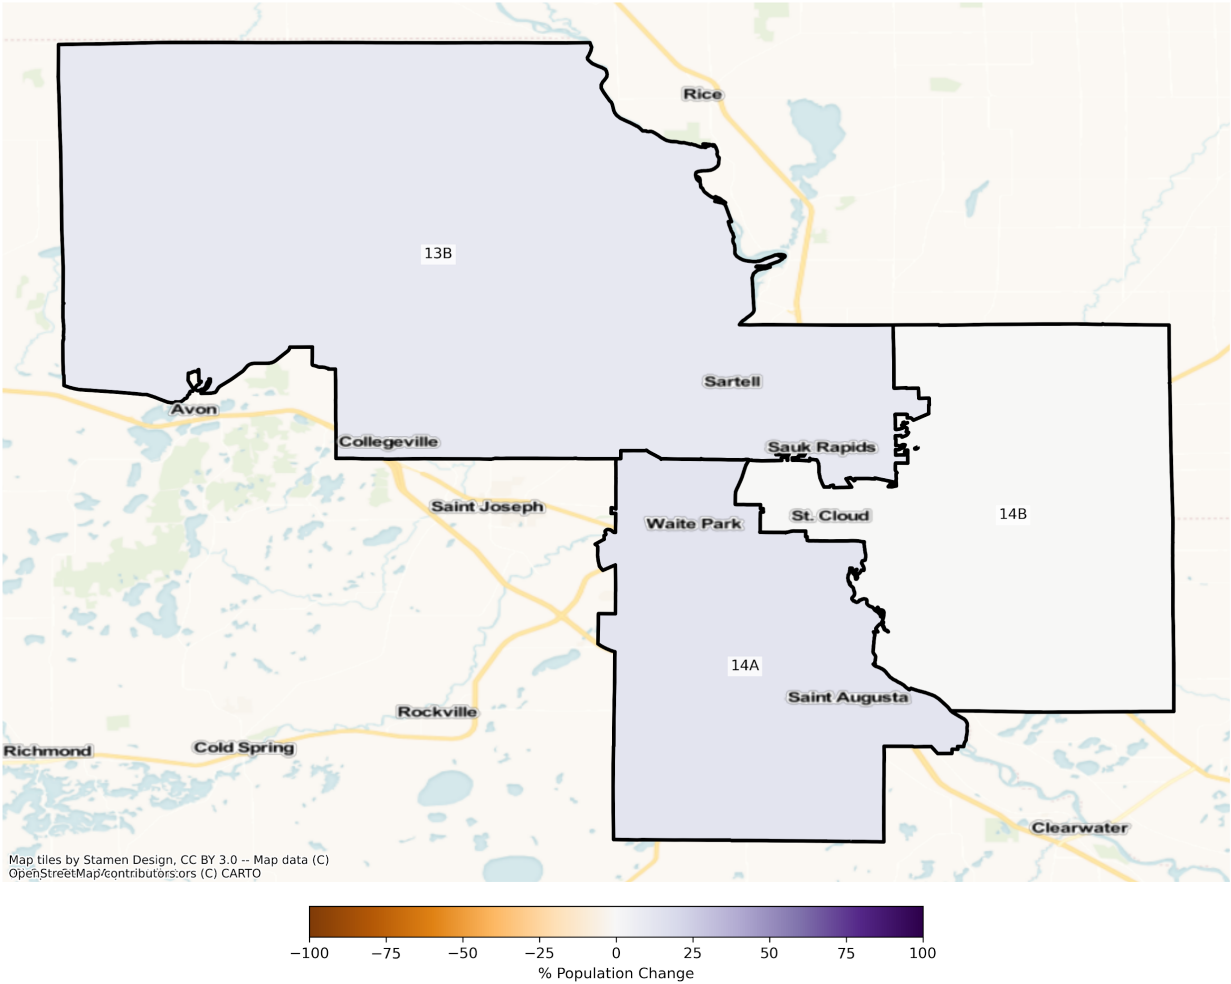 Rice
13B
Sartell
Avon
Collegeville
Sauk Rapids
Saint Joseph
Waite Park
St. Cloud
14B
14A
Saint Augusta
Rockville
Richmond
Cold Spring
Clearwater
Map tiles by Stamen Design, CC BY 3.0 -- Map data (C)
OpenStreetMap contributors (C) CARTO
−100 −75 −50 −25 0 25 50 75 100
% Population Change